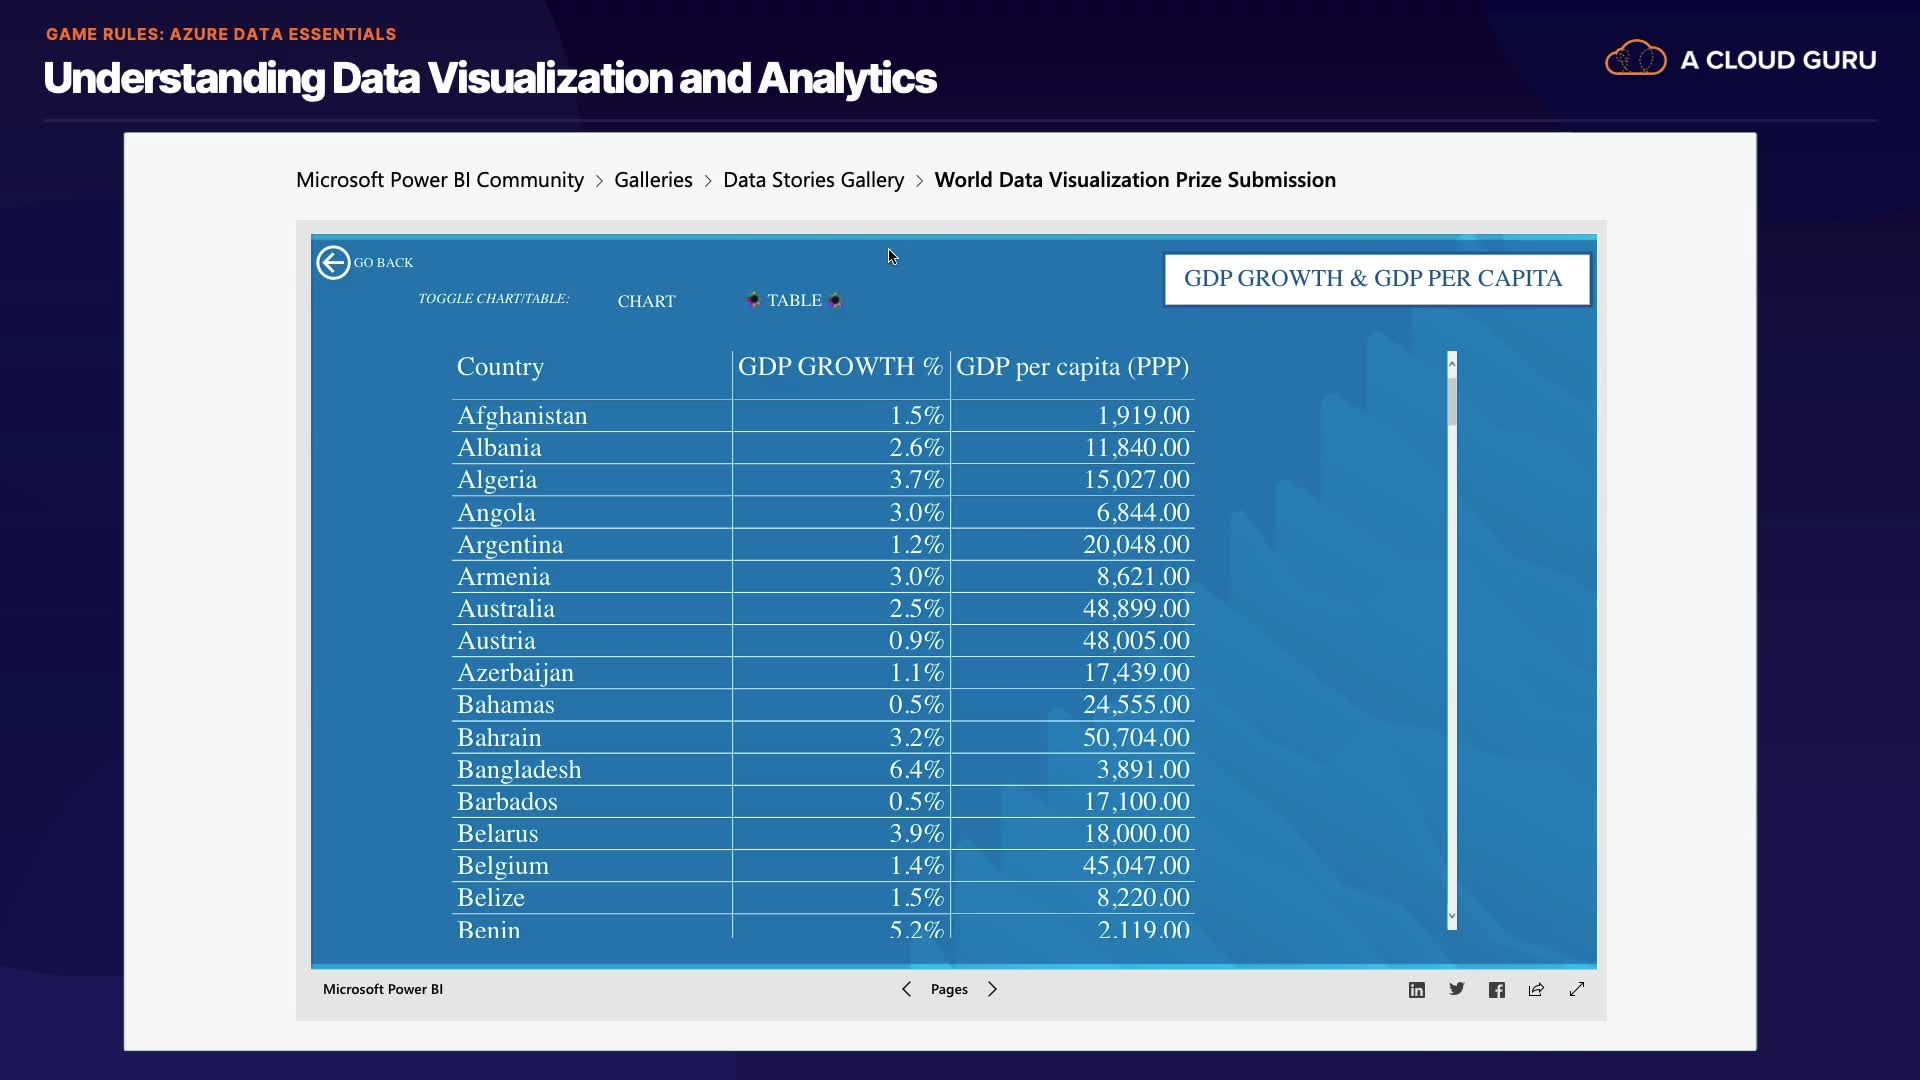 GAME RULES: AZURE DATA ESSENTIALS
Understanding Data Visualization and Analytics
A CLOUD GURU
Microsoft Power BI Community > Galleries > Data Stories Gallery > World Data Visualization Prize Submission
GO BACK
GDP GROWTH & GDP PER CAPITA
TOGGLE CHART/TABLE: CHART TABLE
Country GDP GROWTH % GDP per capita (PPP)
Afghanistan 1.5% 1,919.00
Albania 2.6% 11,840.00
Algeria 3.7% 15,027.00
Angola 3.0% 6,844.00
Argentina 1.2% 20,048.00
Armenia 3.0% 8,621.00
Australia 2.5% 48,899.00
Austria 0.9% 48,005.00
Azerbaijan 1.1% 17,439.00
Bahamas 0.5% 24,555.00
Bahrain 3.2% 50,704.00
Bangladesh 6.4% 3,891.00
Barbados 0.5% 17,100.00
Belarus 3.9% 18,000.00
Belgium 1.4% 45,047.00
Belize 1.5% 8,220.00
Benin 5.2% 2,119.00
Microsoft Power BI < Pages >